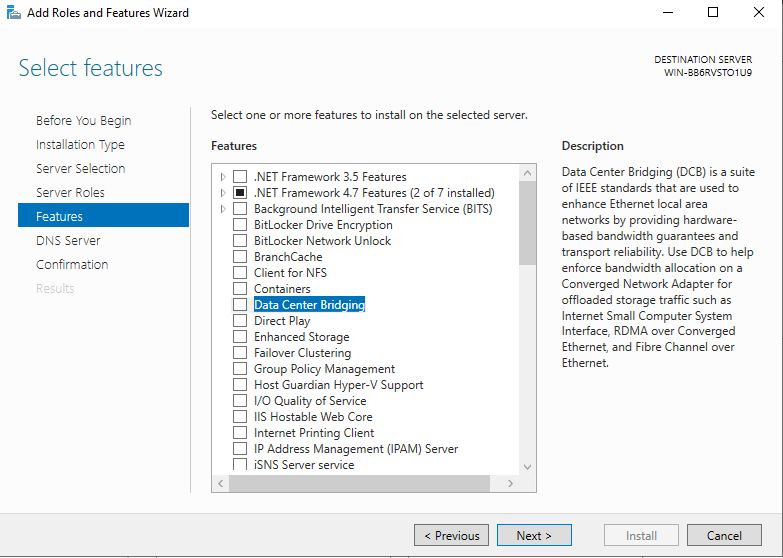 Add Roles and Features Wizard
Select features
DESTINATION SERVER
WIN-BB6RVSTO1U9
Before You Begin
Installation Type
Server Selection
Server Roles
Features
DNS Server
Confirmation
Results
Select one or more features to install on the selected server.
Features
.NET Framework 3.5 Features
.NET Framework 4.7 Features (2 of 7 installed)
Background Intelligent Transfer Service (BITS)
BitLocker Drive Encryption
BitLocker Network Unlock
BranchCache
Client for NFS
Containers
Data Center Bridging
Direct Play
Enhanced Storage
Failover Clustering
Group Policy Management
Host Guardian Hyper-V Support
I/O Quality of Service
IIS Hostable Web Core
Internet Printing Client
IP Address Management (IPAM) Server
iSNS Server service
Description
Data Center Bridging (DCB) is a suite
of IEEE standards that are used to
enhance Ethernet local area
networks by providing hardware-
based bandwidth guarantees and
transport reliability. Use DCB to help
enforce bandwidth allocation on a
Converged Network Adapter for
offloaded storage traffic such as
Internet Small Computer System
Interface, RDMA over Converged
Ethernet, and Fibre Channel over
Ethernet.
< Previous
Next >
Install
Cancel